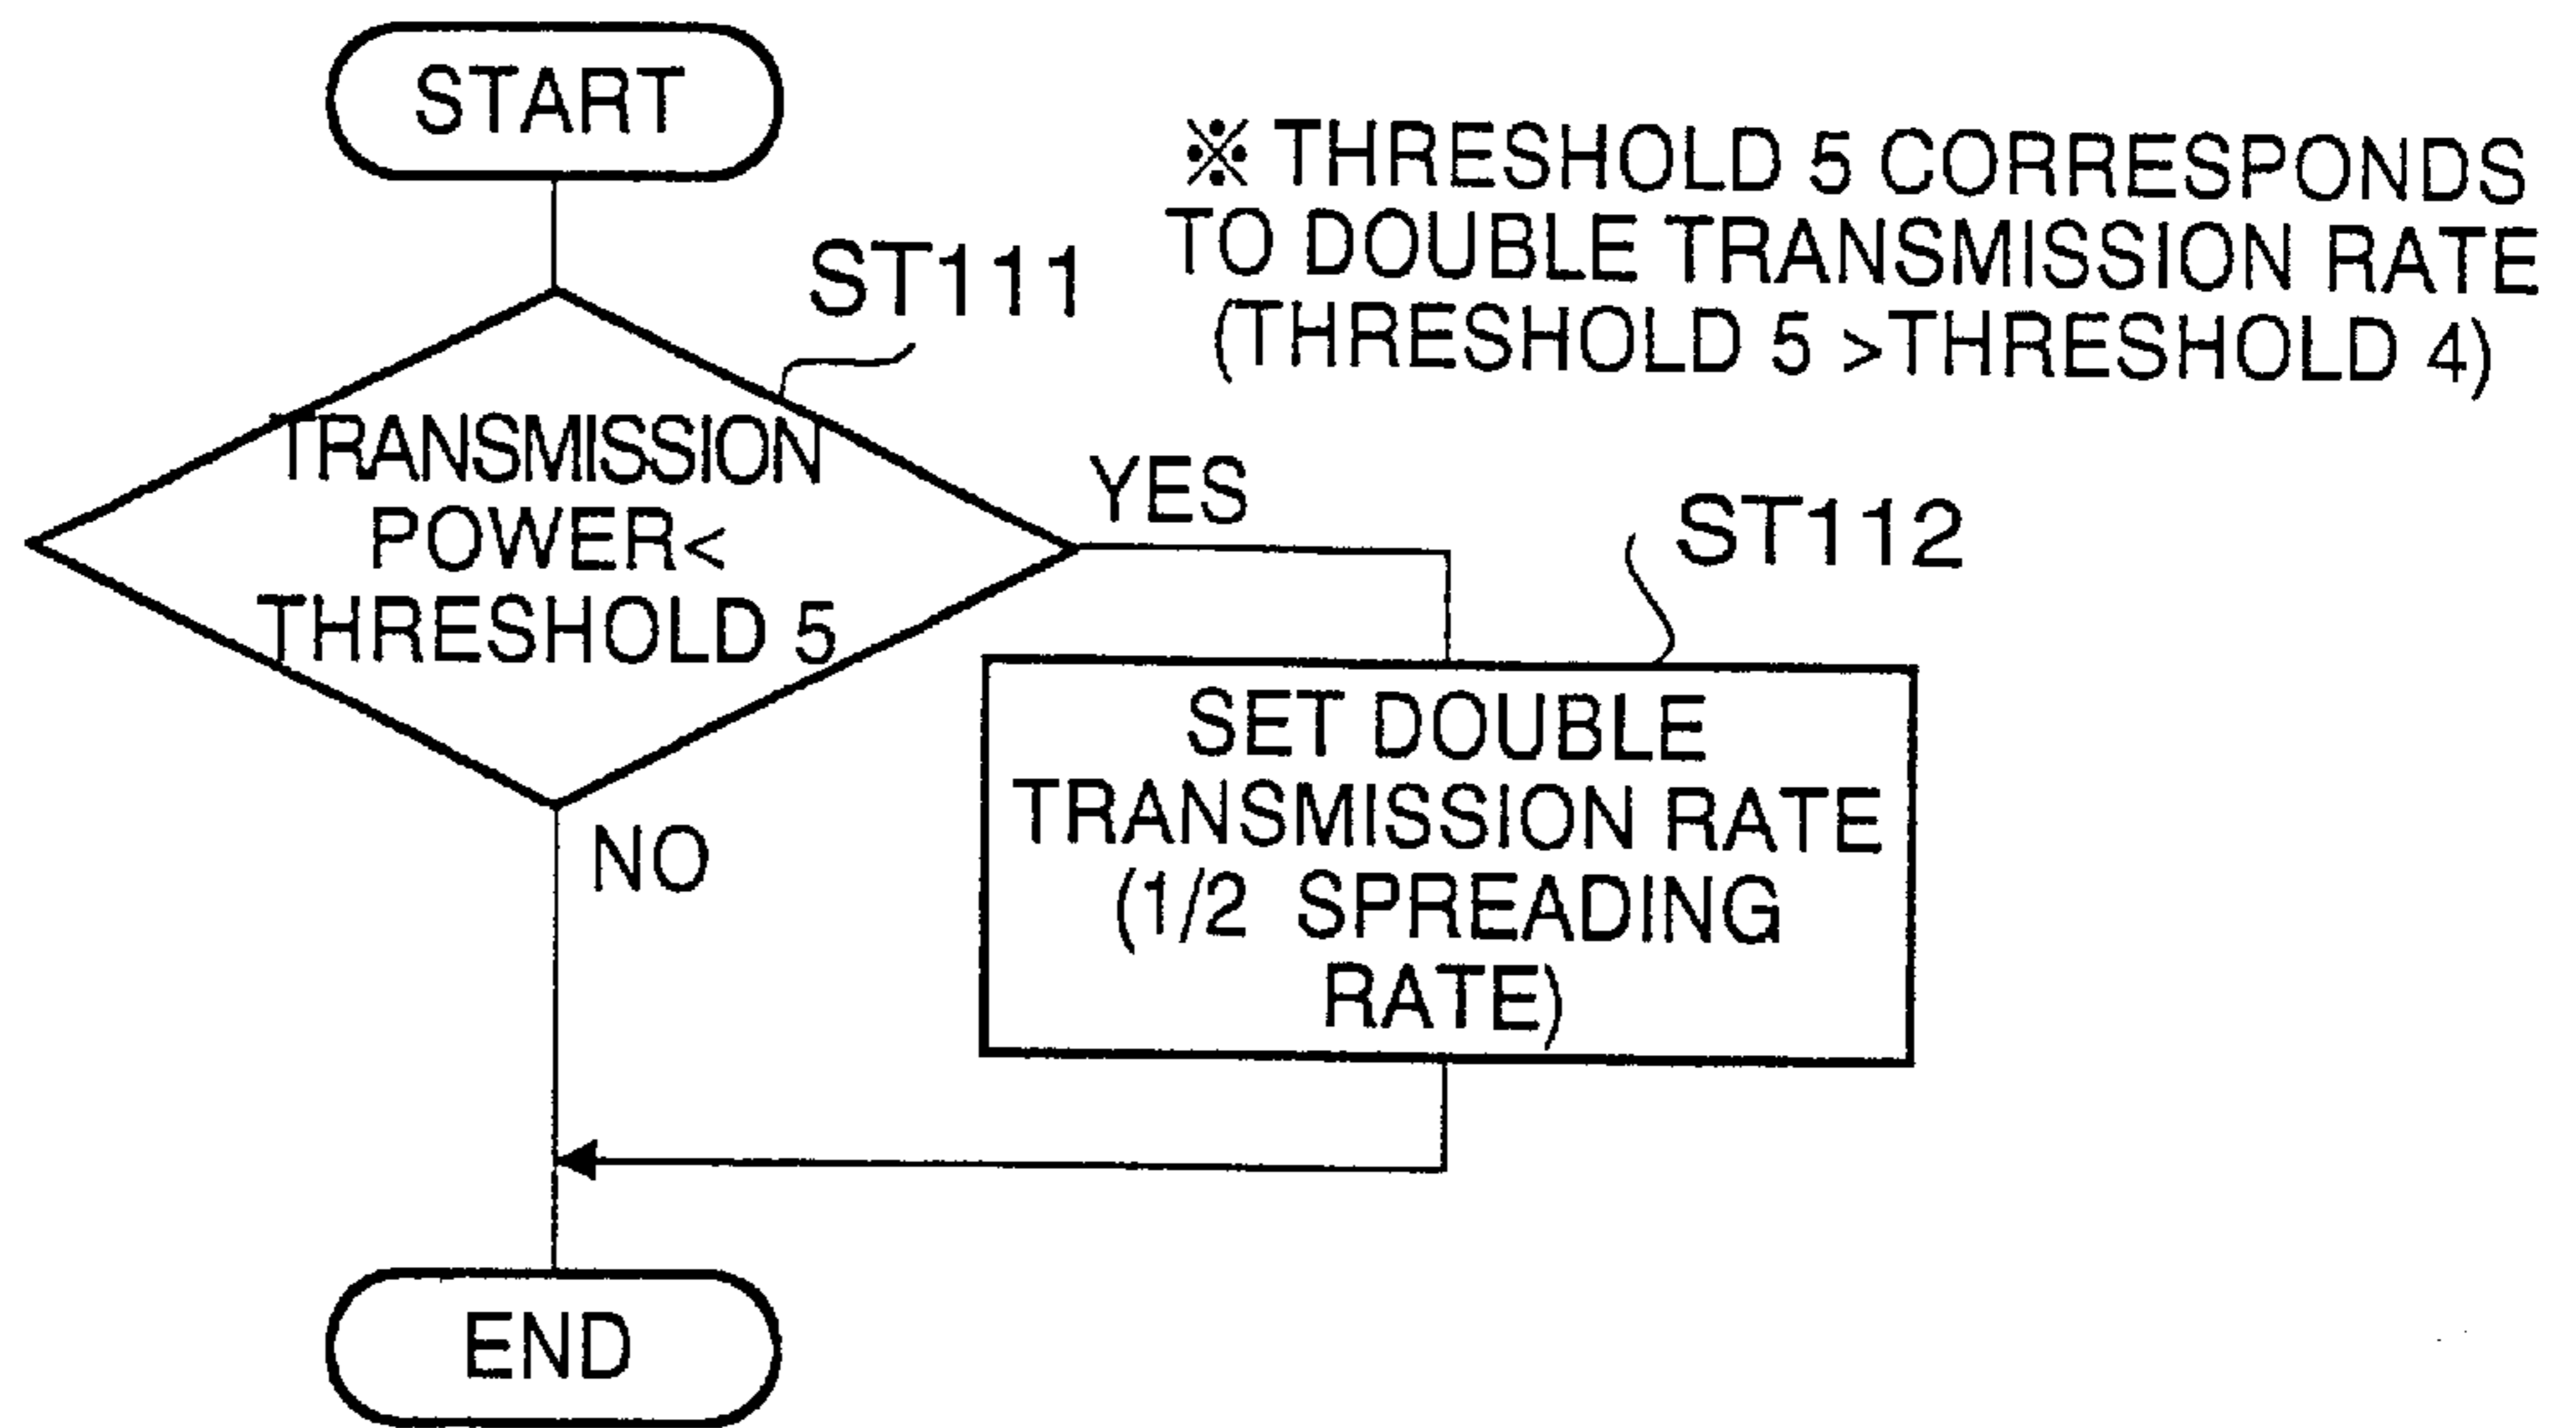 START
※ THRESHOLD 5 CORRESPONDS
TO DOUBLE TRANSMISSION RATE
(THRESHOLD 5 >THRESHOLD 4)
ST111
TRANSMISSION
POWER<
THRESHOLD 5
YES
NO
ST112
SET DOUBLE
TRANSMISSION RATE
(1/2 SPREADING
RATE)
END